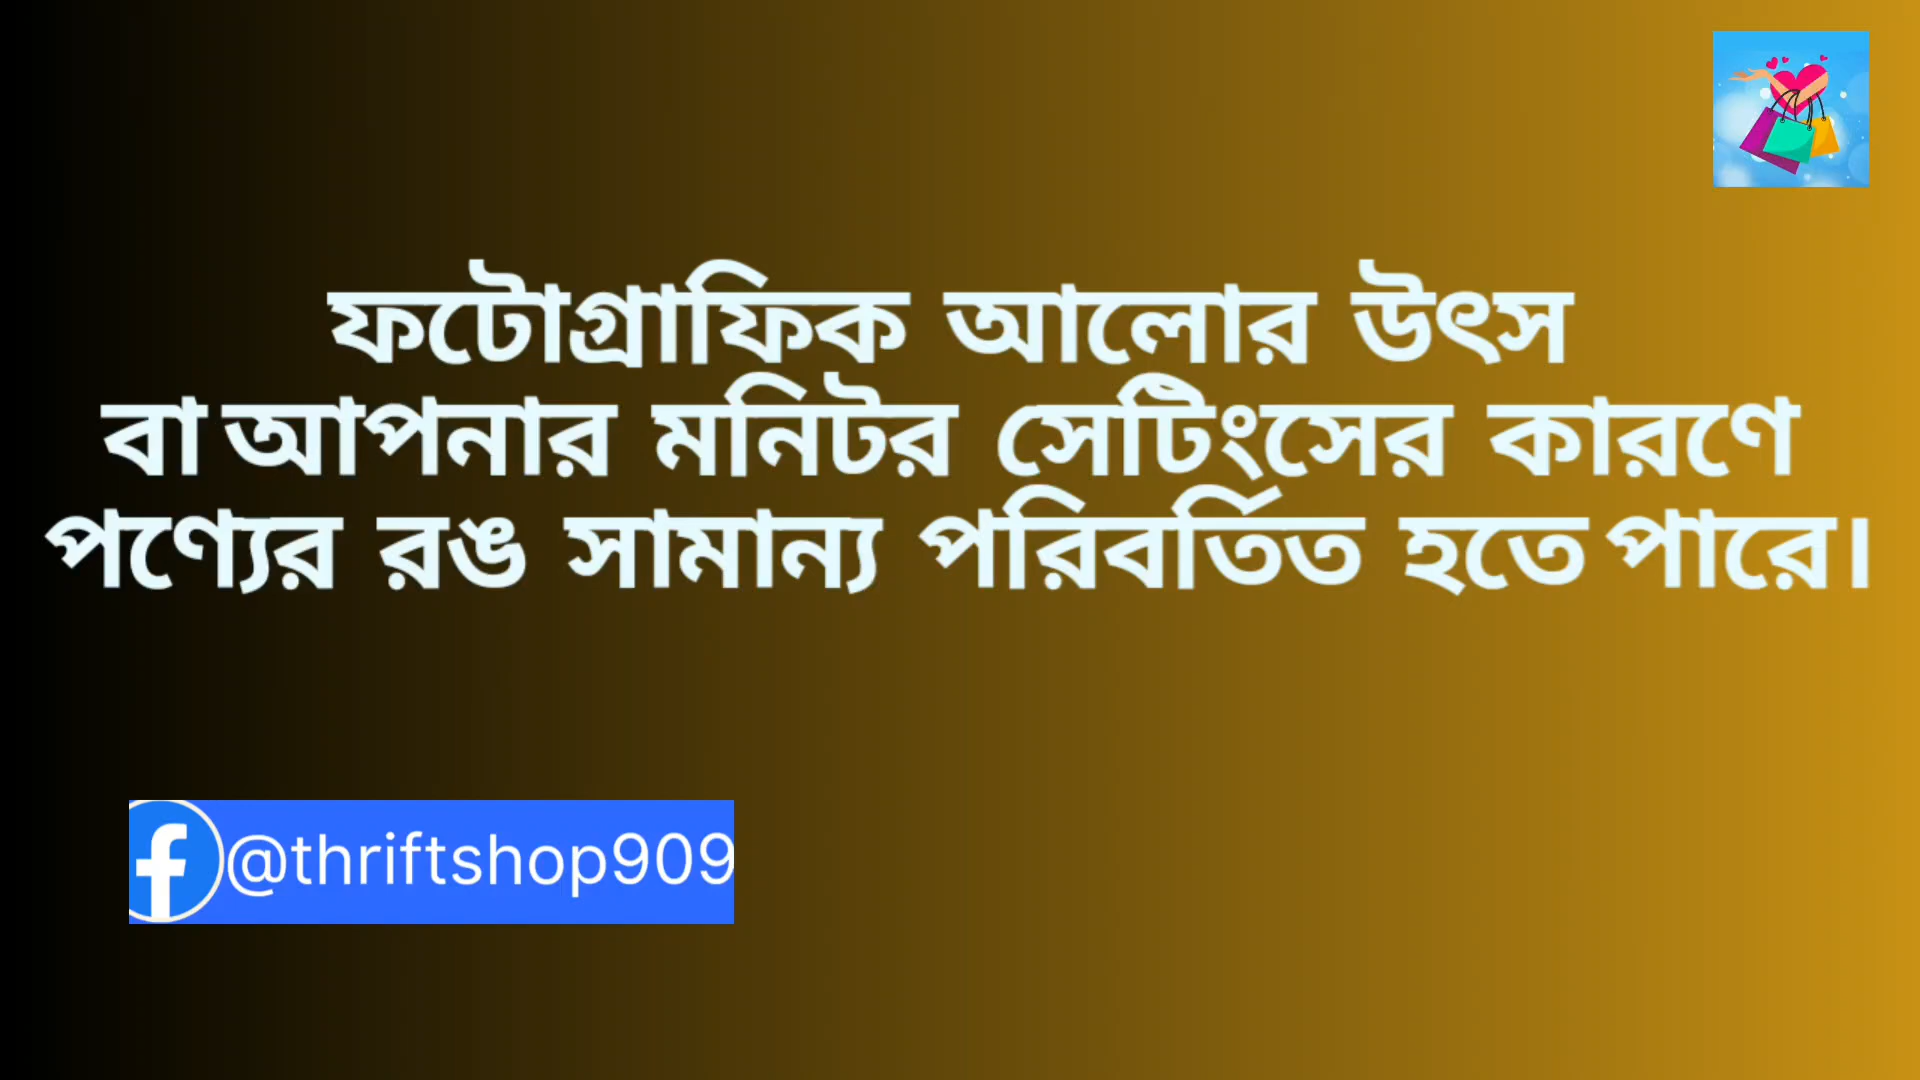 ফটোগ্রাফিক আলোর উৎস
বা আপনার মনিটর সেটিংসের কারণে
পণ্যের রঙ সামান্য পরিবর্তিত হতে পারে।
@thriftshop909